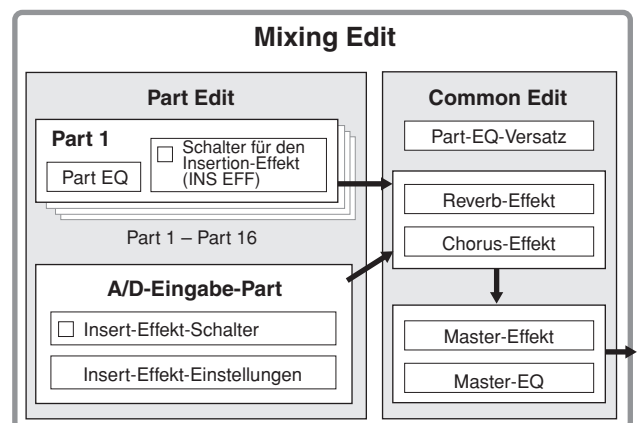 Mixing Edit
Part Edit
Part 1
Part EQ
Schalter für den
Insertion-Effekt
(INS EFF)
Part 1 – Part 16
A/D-Eingabe-Part
Insert-Effekt-Schalter
Insert-Effekt-Einstellungen
Common Edit
Part-EQ-Versatz
Reverb-Effekt
Chorus-Effekt
Master-Effekt
Master-EQ